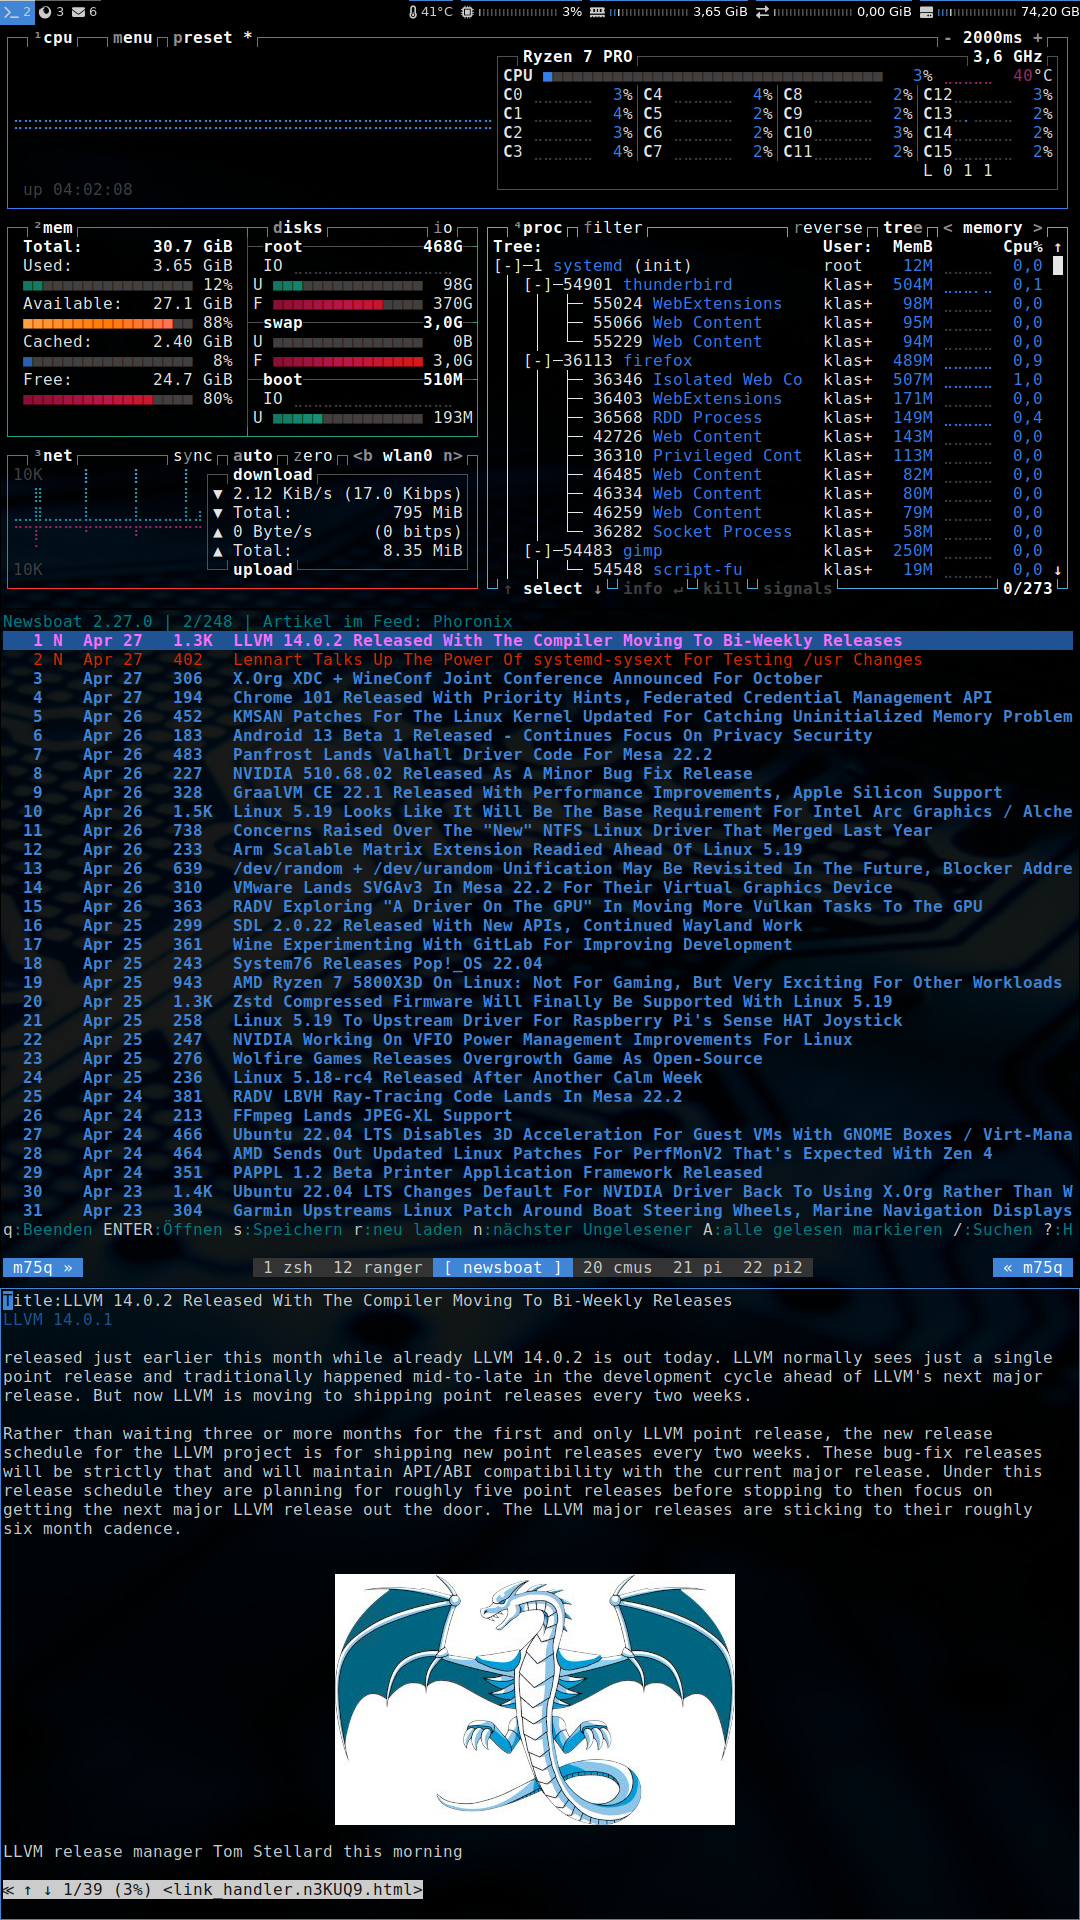 2 3 6 41°C 3% 3,65 GiB 0,00 GiB 74,20 GB
¹cpu menu preset * - 2000ms +
Ryzen 7 PRO 3,6 GHz
CPU 3% 40°C
C0 3% C4 4% C8 2% C12 3%
C1 4% C5 2% C9 2% C13 2%
C2 3% C6 2% C10 3% C14 2%
C3 4% C7 2% C11 2% C15 2%
L 0 1 1
up 04:02:08
²mem disks io
Total: 30.7 GiB
Used: 3.65 GiB
12%
Available: 27.1 GiB
88%
Cached: 2.40 GiB
8%
Free: 24.7 GiB
80%
root 468G
IO
U 98G
F 370G
swap 3,0G
U 0B
F 3,0G
boot 510M
IO
U 193M
³net sync auto zero <b wlan0 n>
10K
download
▼ 2.12 KiB/s (17.0 Kibps)
▼ Total: 795 MiB
▲ 0 Byte/s (0 bitps)
▲ Total: 8.35 MiB
10K
upload
⁴proc filter reverse tree < memory >
Tree: User: MemB Cpu% ↑
[-]─1 systemd (init) root 12M 0,0
[-]─54901 thunderbird klas+ 504M 0,1
├─ 55024 WebExtensions klas+ 98M 0,0
├─ 55066 Web Content klas+ 95M 0,0
└─ 55229 Web Content klas+ 94M 0,0
[-]─36113 firefox klas+ 489M 0,9
├─ 36346 Isolated Web Co klas+ 507M 1,0
├─ 36403 WebExtensions klas+ 171M 0,0
├─ 36568 RDD Process klas+ 149M 0,4
├─ 42726 Web Content klas+ 143M 0,0
├─ 36310 Privileged Cont klas+ 113M 0,0
├─ 46485 Web Content klas+ 82M 0,0
├─ 46334 Web Content klas+ 80M 0,0
├─ 46259 Web Content klas+ 79M 0,0
└─ 36282 Socket Process klas+ 58M 0,0
[-]─54483 gimp klas+ 250M 0,0
├─ 54548 script-fu klas+ 19M 0,0 ↓
↑ select ↓ info ↵ kill signals 0/273
Newsboat 2.27.0 | 2/248 | Artikel im Feed: Phoronix
1 N Apr 27 1.3K LLVM 14.0.2 Released With The Compiler Moving To Bi-Weekly Releases
2 N Apr 27 402 Lennart Talks Up The Power Of systemd-sysext For Testing /usr Changes
3 Apr 27 306 X.Org XDC + WineConf Joint Conference Announced For October
4 Apr 27 194 Chrome 101 Released With Priority Hints, Federated Credential Management API
5 Apr 26 452 KMSAN Patches For The Linux Kernel Updated For Catching Uninitialized Memory Problem
6 Apr 26 183 Android 13 Beta 1 Released - Continues Focus On Privacy Security
7 Apr 26 483 Panfrost Lands Valhall Driver Code For Mesa 22.2
8 Apr 26 227 NVIDIA 510.68.02 Released As A Minor Bug Fix Release
9 Apr 26 328 GraalVM CE 22.1 Released With Performance Improvements, Apple Silicon Support
10 Apr 26 1.5K Linux 5.19 Looks Like It Will Be The Base Requirement For Intel Arc Graphics / Alche
11 Apr 26 738 Concerns Raised Over The "New" NTFS Linux Driver That Merged Last Year
12 Apr 26 233 Arm Scalable Matrix Extension Readied Ahead Of Linux 5.19
13 Apr 26 639 /dev/random + /dev/urandom Unification May Be Revisited In The Future, Blocker Addre
14 Apr 26 310 VMware Lands SVGAv3 In Mesa 22.2 For Their Virtual Graphics Device
15 Apr 26 363 RADV Exploring "A Driver On The GPU" In Moving More Vulkan Tasks To The GPU
16 Apr 25 299 SDL 2.0.22 Released With New APIs, Continued Wayland Work
17 Apr 25 361 Wine Experimenting With GitLab For Improving Development
18 Apr 25 243 System76 Releases Pop!_OS 22.04
19 Apr 25 943 AMD Ryzen 7 5800X3D On Linux: Not For Gaming, But Very Exciting For Other Workloads
20 Apr 25 1.3K Zstd Compressed Firmware Will Finally Be Supported With Linux 5.19
21 Apr 25 258 Linux 5.19 To Upstream Driver For Raspberry Pi's Sense HAT Joystick
22 Apr 25 247 NVIDIA Working On VFIO Power Management Improvements For Linux
23 Apr 25 276 Wolfire Games Releases Overgrowth Game As Open-Source
24 Apr 25 236 Linux 5.18-rc4 Released After Another Calm Week
25 Apr 24 381 RADV LBVH Ray-Tracing Code Lands In Mesa 22.2
26 Apr 24 213 FFmpeg Lands JPEG-XL Support
27 Apr 24 466 Ubuntu 22.04 LTS Disables 3D Acceleration For Guest VMs With GNOME Boxes / Virt-Mana
28 Apr 24 464 AMD Sends Out Updated Linux Patches For PerfMonV2 That's Expected With Zen 4
29 Apr 24 351 PAPPL 1.2 Beta Printer Application Framework Released
30 Apr 23 1.4K Ubuntu 22.04 LTS Changes Default For NVIDIA Driver Back To Using X.Org Rather Than W
31 Apr 23 304 Garmin Upstreams Linux Patch Around Boat Steering Wheels, Marine Navigation Displays
q:Beenden ENTER:Öffnen s:Speichern r:neu laden n:nächster Ungelesener A:alle gelesen markieren /:Suchen ?:H
m75q » 1 zsh 12 ranger [ newsboat ] 20 cmus 21 pi 22 pi2 « m75q
Title:LLVM 14.0.2 Released With The Compiler Moving To Bi-Weekly Releases
LLVM 14.0.1
released just earlier this month while already LLVM 14.0.2 is out today. LLVM normally sees just a single
point release and traditionally happened mid-to-late in the development cycle ahead of LLVM's next major
release. But now LLVM is moving to shipping point releases every two weeks.
Rather than waiting three or more months for the first and only LLVM point release, the new release
schedule for the LLVM project is for shipping new point releases every two weeks. These bug-fix releases
will be strictly that and will maintain API/ABI compatibility with the current major release. Under this
release schedule they are planning for roughly five point releases before stopping to then focus on
getting the next major LLVM release out the door. The LLVM major releases are sticking to their roughly
six month cadence.
LLVM release manager Tom Stellard this morning
≪ ↑ ↓ 1/39 (3%) <link_handler.n3KUQ9.html>